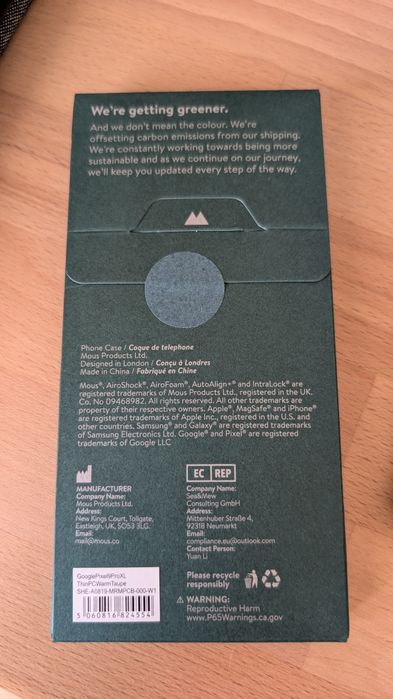 We're getting greener.
And we don't mean the colour. We're
offsetting carbon emissions from our shipping.
We're constantly working towards being more
sustainable and as we continue on our journey,
we'll keep you updated every step of the way.
Phone Case / Coque de telephone
Mous Products Ltd.
Designed in London / Conçu à Londres
Made in China / Fabriqué en Chine
Mous®, AiroShock®, AiroFoam®, AutoAlign+® and IntraLock® are
registered trademarks of Mous Products Ltd., registered in the UK.
Co. No 09468982. All rights reserved. All other trademarks are
property of their respective owners. Apple®, MagSafe® and iPhone®
are registered trademarks of Apple Inc., registered in the U.S. and
other countries. Samsung® and Galaxy® are registered trademarks
of Samsung Electronics Ltd. Google® and Pixel® are registered
trademarks of Google LLC
MANUFACTURER
Company Name:
Mous Products Ltd.
Address:
New Kings Court, Tollgate,
Eastleigh, UK, SO53 3LG.
Email:
mail@mous.co
EC REP
Company Name:
Sea&Mew
Consulting GmbH
Address:
Mittenhuber Straße 4,
92318 Neumarkt
Email:
compliance.eu@outlook.com
Contact Person:
Yuan Li
GooglePixel9ProXL
ThinPCWarmTaupe
SHE-A0819-MRMPCB-000-W1
5 060816 824554
Please recycle
responsibly
WARNING:
Reproductive Harm
www.P65Warnings.ca.gov